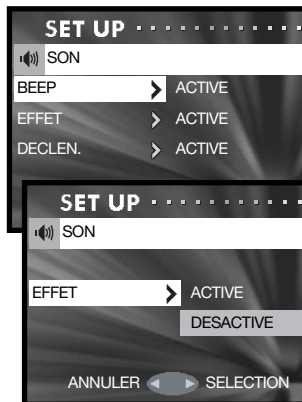 SET UP
SON
BEEP ACTIVE
EFFET ACTIVE
DECLEN. ACTIVE
SET UP
SON
EFFET ACTIVE
DESACTIVE
ANNULER SELECTION